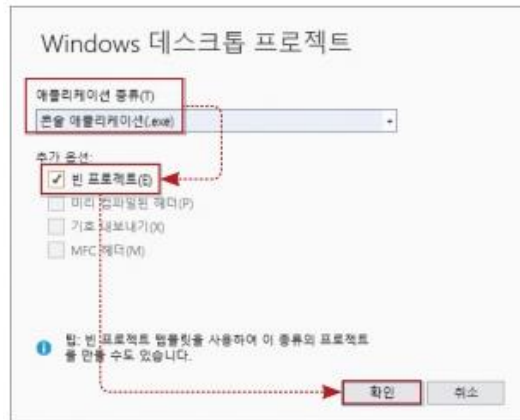 Windows 데스크톱 프로젝트
애플리케이션 종류(T)
콘솔 애플리케이션(.exe)
추가 옵션:
빈 프로젝트(E)
미리 컴파일된 헤더(P)
기호 내보내기(X)
MFC 헤더(M)
팁: 빈 프로젝트 템플릿을 사용하여 이 종류의 프로젝트
를 만들 수도 있습니다.
확인 취소